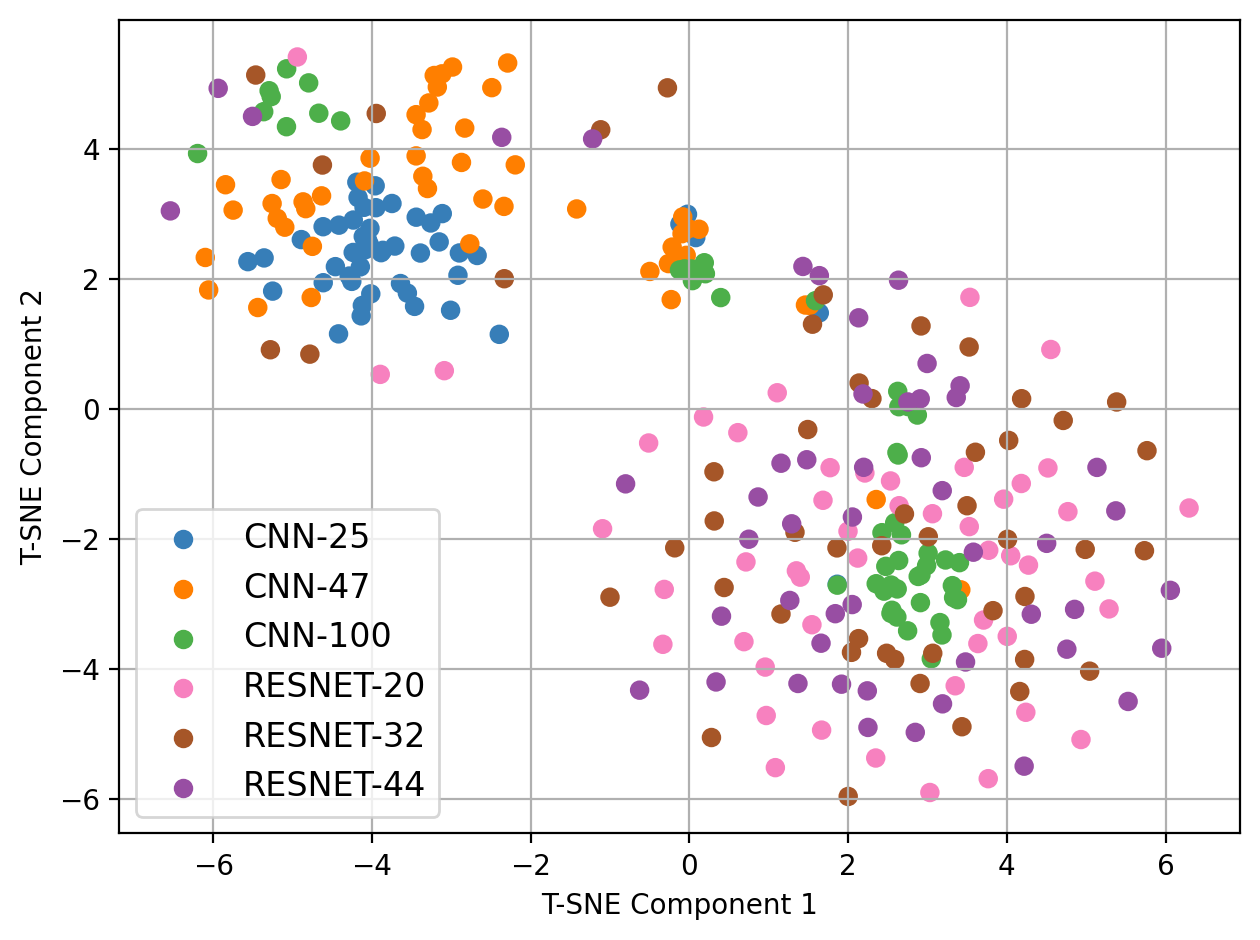 4
2
0
−2
−4
−6
T-SNE Component 2
CNN-25
CNN-47
CNN-100
RESNET-20
RESNET-32
RESNET-44
−6 −4 −2 0 2 4 6
T-SNE Component 1